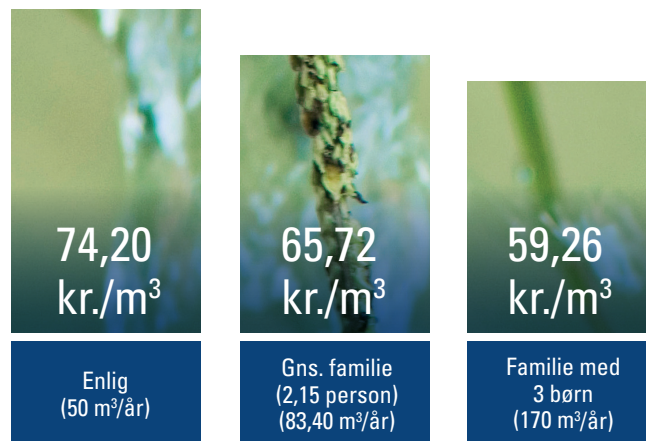 74,20
kr./m³
Enlig
(50 m³/år)
65,72
kr./m³
Gns. familie
(2,15 person)
(83,40 m³/år)
59,26
kr./m³
Familie med
3 børn
(170 m³/år)